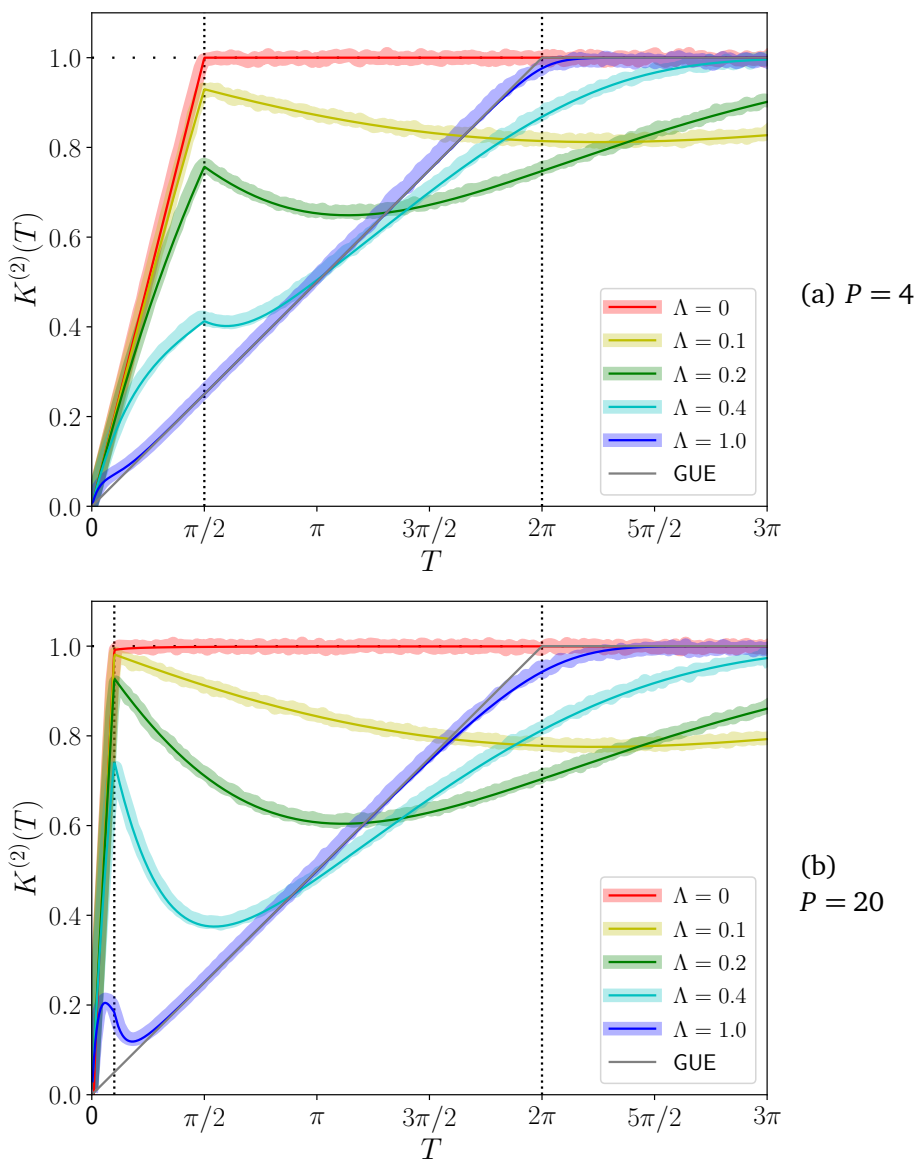 1.0
0.8
0.6
0.4
0.2
0.0
K^{(2)}(T)
0 π/2 π 3π/2 2π 5π/2 3π
T
Λ = 0
Λ = 0.1
Λ = 0.2
Λ = 0.4
Λ = 1.0
GUE
(a) P = 4
1.0
0.8
0.6
0.4
0.2
0.0
K^{(2)}(T)
0 π/2 π 3π/2 2π 5π/2 3π
T
Λ = 0
Λ = 0.1
Λ = 0.2
Λ = 0.4
Λ = 1.0
GUE
(b)
P = 20